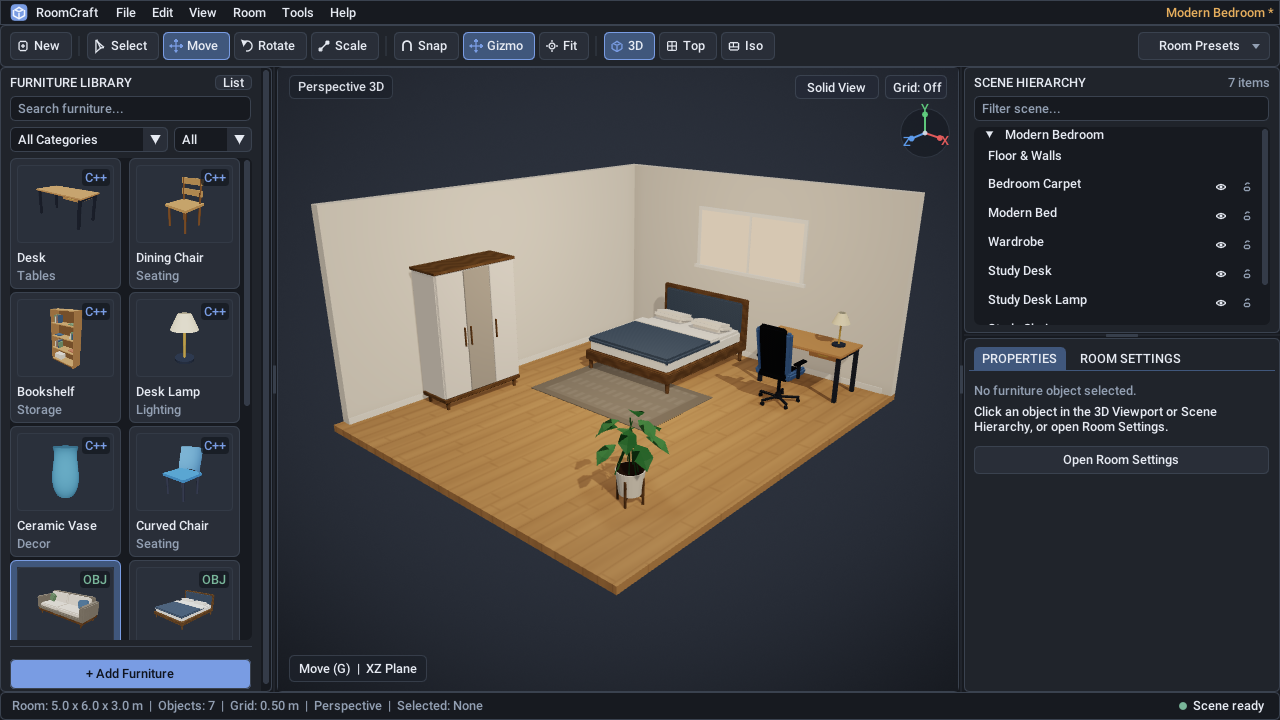 RoomCraft File Edit View Room Tools Help Modern Bedroom *
New Select Move Rotate Scale Snap Gizmo Fit 3D Top Iso Room Presets
FURNITURE LIBRARY List
Search furniture...
All Categories All
C++ C++
Desk Dining Chair
Tables Seating
C++ C++
Bookshelf Desk Lamp
Storage Lighting
C++ C++
Ceramic Vase Curved Chair
Decor Seating
OBJ OBJ
+ Add Furniture
Perspective 3D Solid View Grid: Off
Y
Z X
Move (G) | XZ Plane
SCENE HIERARCHY 7 items
Filter scene...
Modern Bedroom
Floor & Walls
Bedroom Carpet
Modern Bed
Wardrobe
Study Desk
Study Desk Lamp
PROPERTIES ROOM SETTINGS
No furniture object selected.
Click an object in the 3D Viewport or Scene
Hierarchy, or open Room Settings.
Open Room Settings
Room: 5.0 x 6.0 x 3.0 m | Objects: 7 | Grid: 0.50 m | Perspective | Selected: None Scene ready